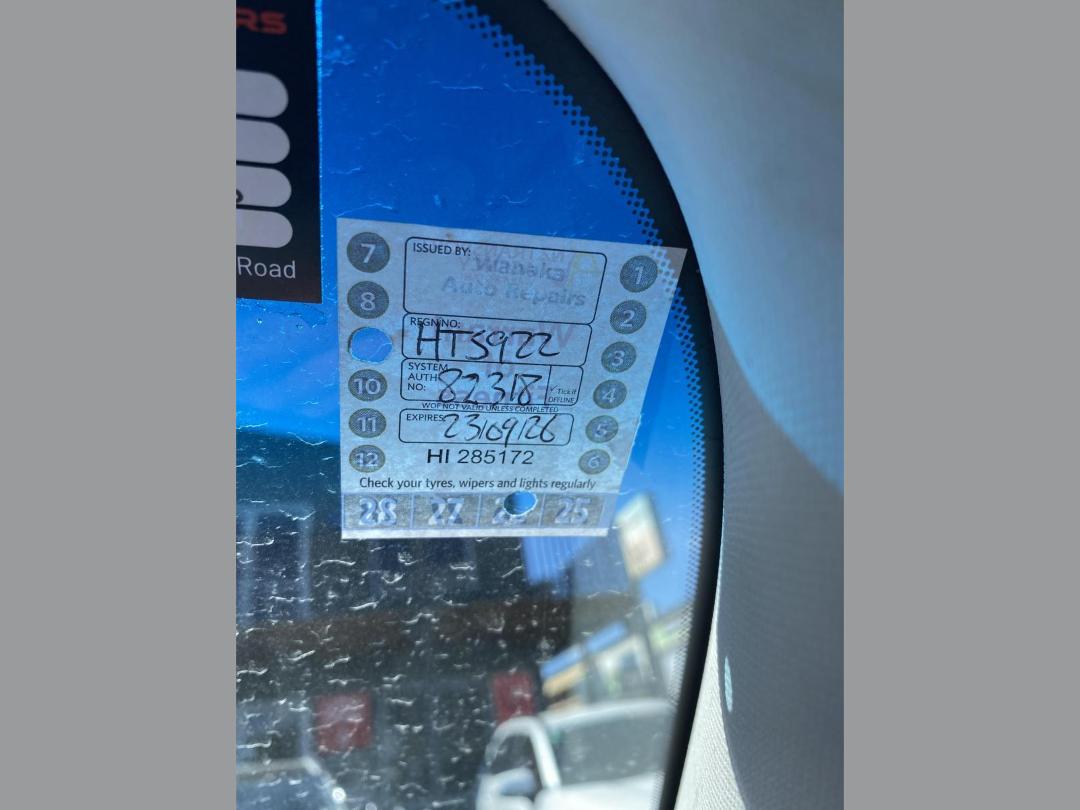 RS
Road
ISSUED BY:
Wanaka
Auto Repairs
REGN NO:
HTS922
SYSTEM
AUTH
NO: 82318
✓ Tick if
OFFLINE
WOF NOT VALID UNLESS COMPLETED
EXPIRES: 23/09/26
HI 285172
Check your tyres, wipers and lights regularly
7
8
10
11
12
1
2
3
4
5
6
28 27 25